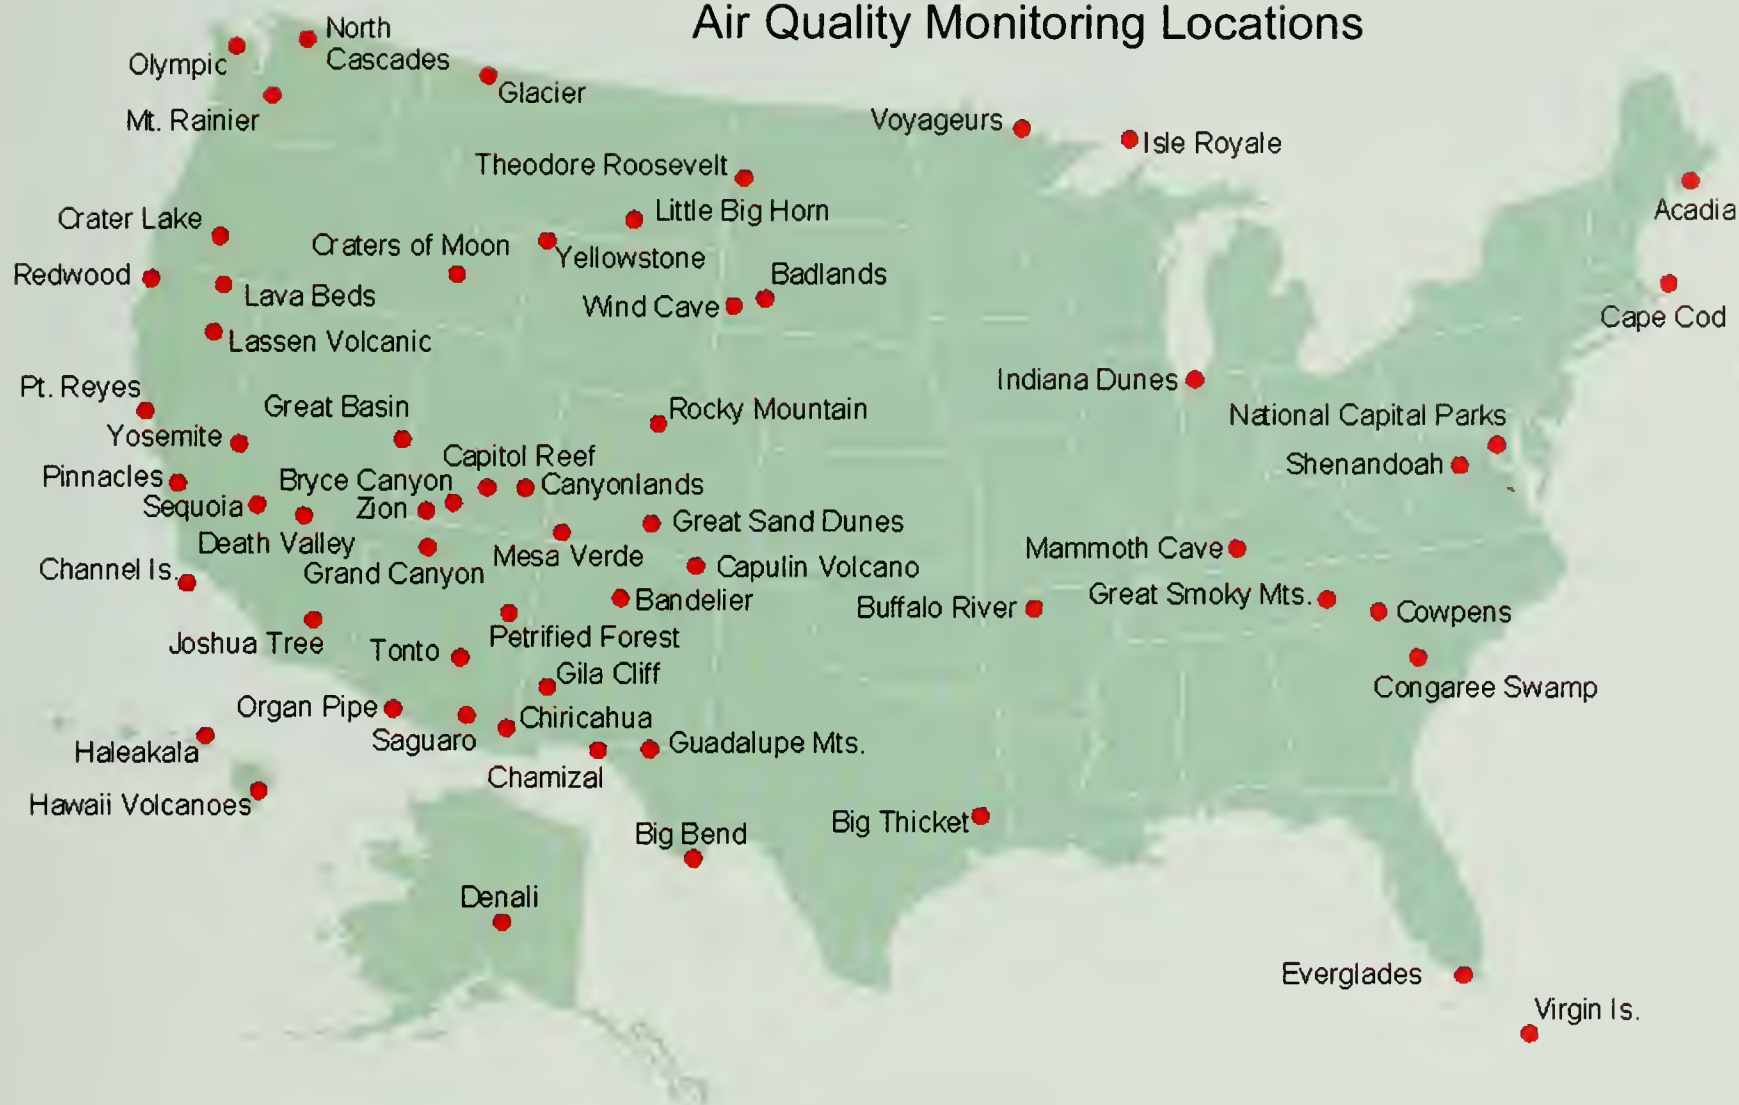 Air Quality Monitoring Locations
North
Cascades
Olympic
Glacier
Mt. Rainier
Voyageurs
Isle Royale
Theodore Roosevelt
Acadia
Crater Lake
Little Big Horn
Craters of Moon
Yellowstone
Redwood
Badlands
Lava Beds
Wind Cave
Cape Cod
Lassen Volcanic
Indiana Dunes
Pt. Reyes
Great Basin
Rocky Mountain
National Capital Parks
Yosemite
Capitol Reef
Shenandoah
Pinnacles
Bryce Canyon
Canyonlands
Sequoia
Zion
Great Sand Dunes
Death Valley
Mesa Verde
Mammoth Cave
Channel Is.
Grand Canyon
Capulin Volcano
Bandelier
Buffalo River
Great Smoky Mts.
Cowpens
Joshua Tree
Petrified Forest
Tonto
Gila Cliff
Congaree Swamp
Organ Pipe
Chiricahua
Saguaro
Guadalupe Mts.
Haleakala
Chamizal
Hawaii Volcanoes
Big Thicket
Big Bend
Denali
Everglades
Virgin Is.